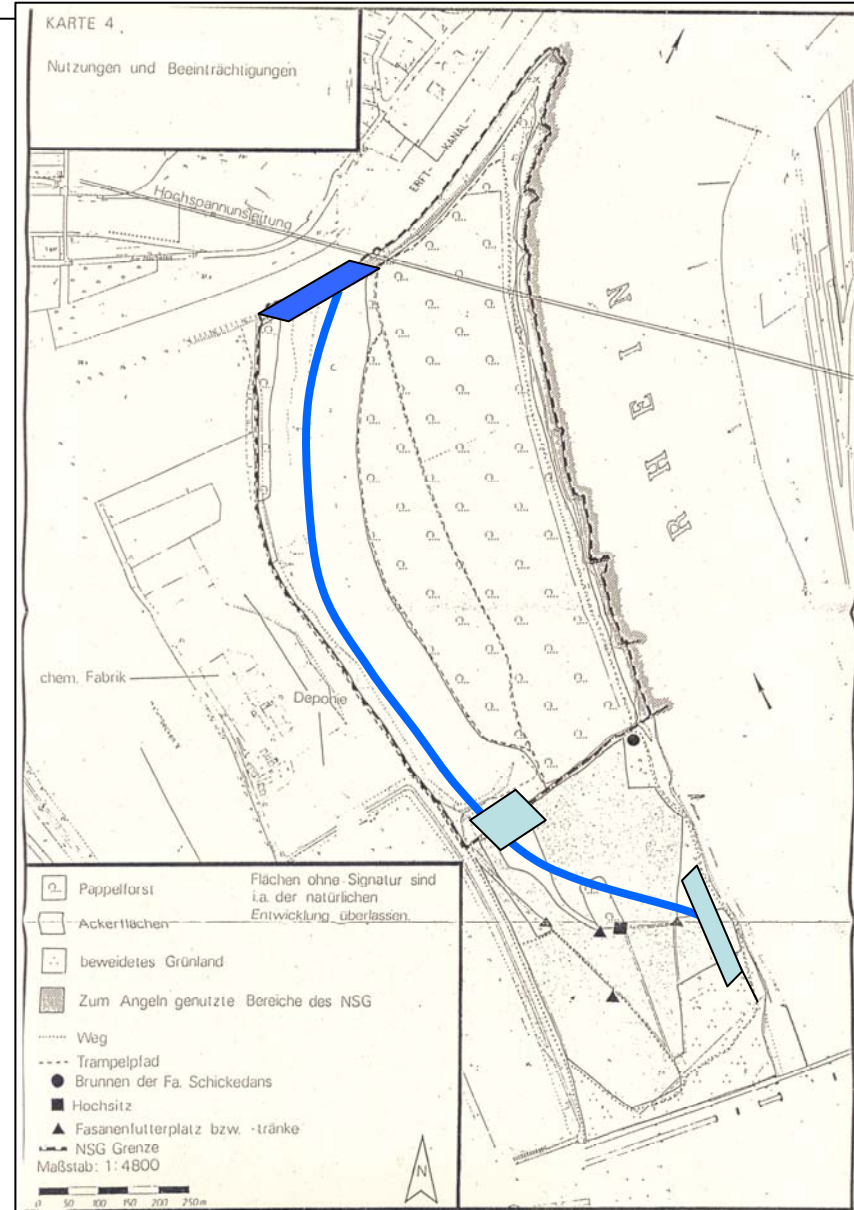 KARTE 4
Nutzungen und Beeinträchtigungen
ERFT - KANAL
Hochspannunsleitung
RHEIN
chem. Fabrik
Deponie
Pappelforst
Flächen ohne Signatur sind
i.a. der natürlichen
Entwicklung überlassen.
Ackerflächen
beweidetes Grünland
Zum Angeln genutzte Bereiche des NSG
Weg
Trampelpfad
Brunnen der Fa. Schickedans
Hochsitz
Fasanenfutterplatz bzw. -tränke
NSG Grenze
Maßstab: 1:4800
0 50 100 150 200 250m
N